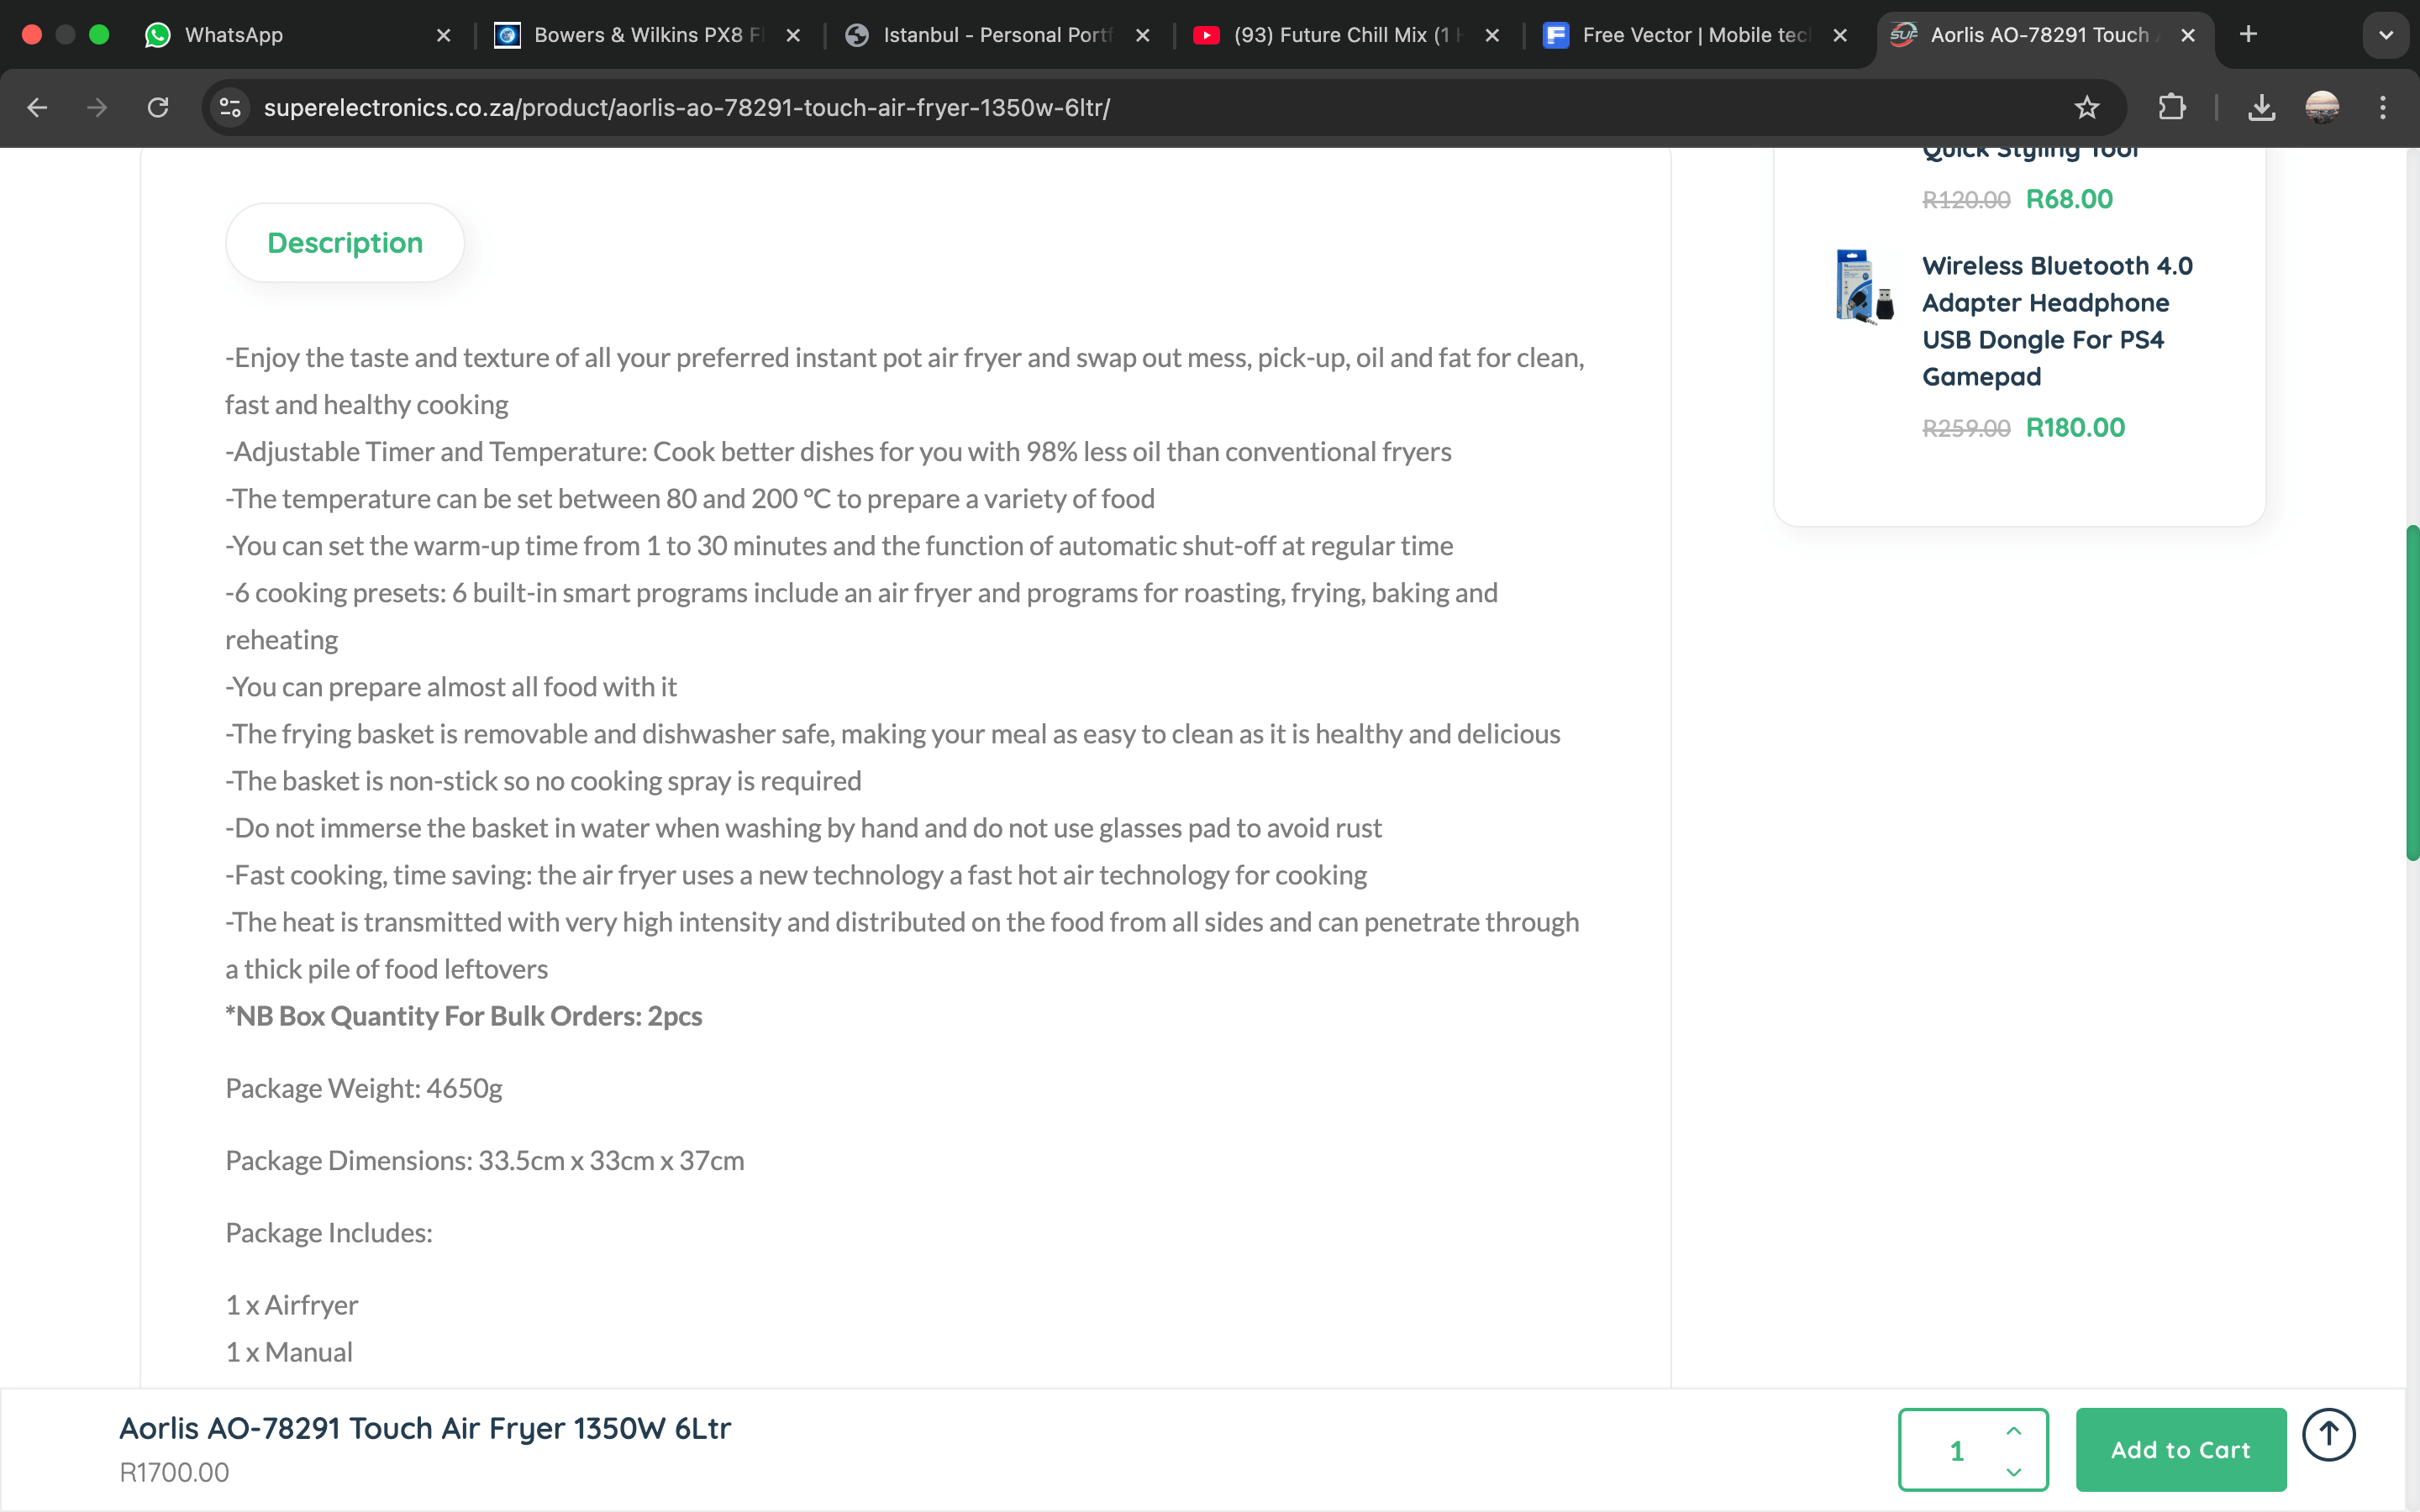 WhatsApp
Bowers & Wilkins PX8 F
Istanbul - Personal Portf
(93) Future Chill Mix (1 H
Free Vector | Mobile tec
SUP
Aorlis AO-78291 Touch
superelectronics.co.za/product/aorlis-ao-78291-touch-air-fryer-1350w-6ltr/
Quick Styling Tool
R120.00 R68.00
Wireless Bluetooth 4.0
Adapter Headphone
USB Dongle For PS4
Gamepad
R259.00 R180.00
Description
-Enjoy the taste and texture of all your preferred instant pot air fryer and swap out mess, pick-up, oil and fat for clean,
fast and healthy cooking
-Adjustable Timer and Temperature: Cook better dishes for you with 98% less oil than conventional fryers
-The temperature can be set between 80 and 200 °C to prepare a variety of food
-You can set the warm-up time from 1 to 30 minutes and the function of automatic shut-off at regular time
-6 cooking presets: 6 built-in smart programs include an air fryer and programs for roasting, frying, baking and
reheating
-You can prepare almost all food with it
-The frying basket is removable and dishwasher safe, making your meal as easy to clean as it is healthy and delicious
-The basket is non-stick so no cooking spray is required
-Do not immerse the basket in water when washing by hand and do not use glasses pad to avoid rust
-Fast cooking, time saving: the air fryer uses a new technology a fast hot air technology for cooking
-The heat is transmitted with very high intensity and distributed on the food from all sides and can penetrate through
a thick pile of food leftovers
*NB Box Quantity For Bulk Orders: 2pcs
Package Weight: 4650g
Package Dimensions: 33.5cm x 33cm x 37cm
Package Includes:
1 x Airfryer
1 x Manual
Aorlis AO-78291 Touch Air Fryer 1350W 6Ltr
R1700.00
1
Add to Cart